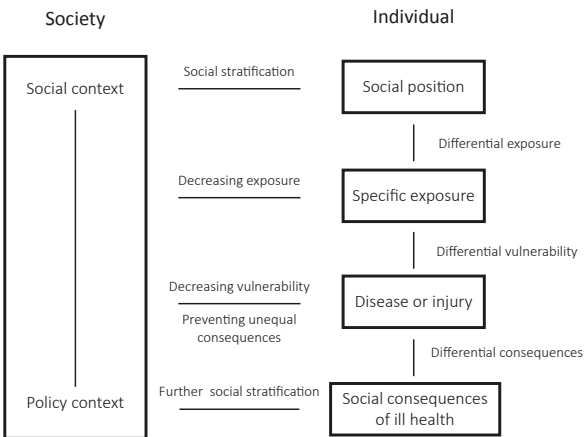 Society
Individual
Social context
Social stratification
Social position
Differential exposure
Decreasing exposure
Specific exposure
Differential vulnerability
Decreasing vulnerability
Disease or injury
Preventing unequal
consequences
Differential consequences
Policy context
Further social stratification
Social consequences
of ill health